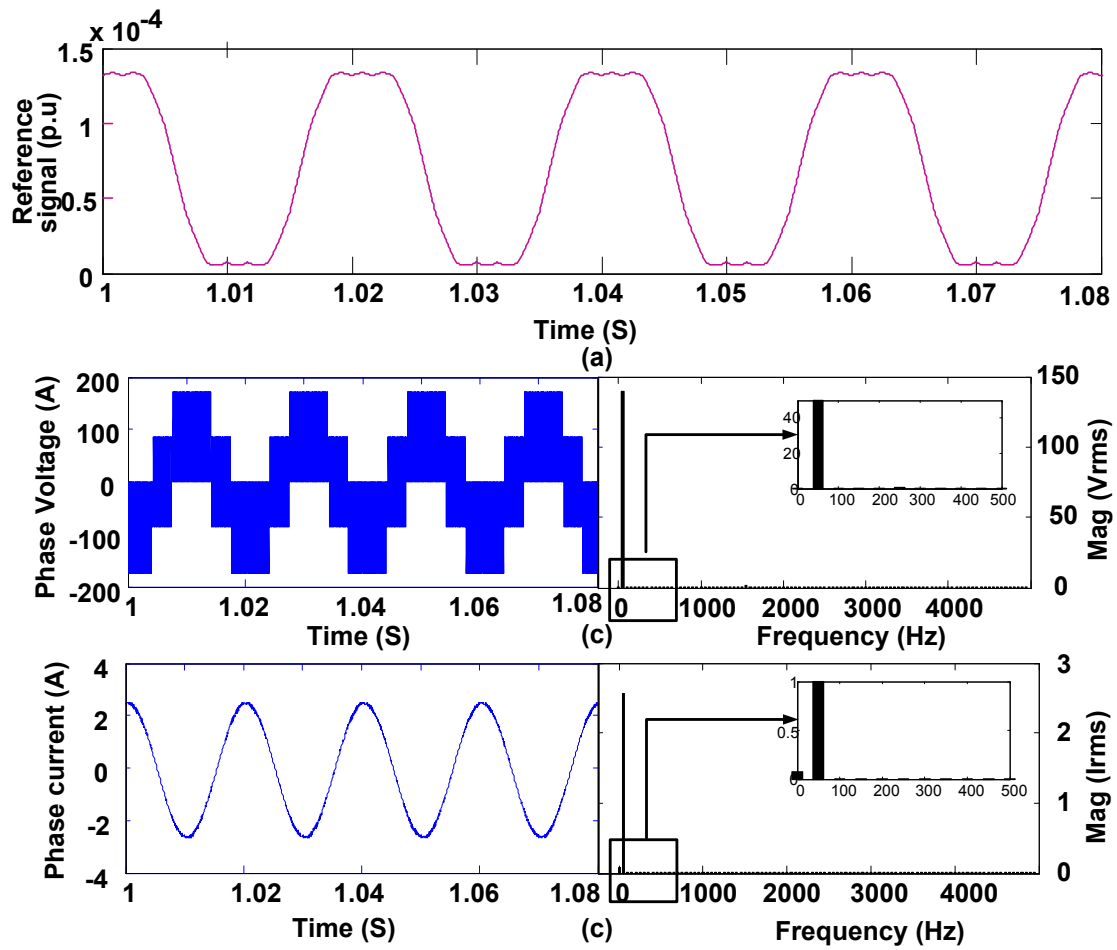 x 10-4
Reference
signal (p.u)
1.5
1
0.5
0
1 1.01 1.02 1.03 1.04 1.05 1.06 1.07 1.08
Time (S)
(a)
Phase Voltage (A)
200
100
0
-100
-200
1 1.02 1.04 1.06 1.08
Time (S)
(c)
150
100
50
0
Mag (Vrms)
40
20
0
0 100 200 300 400 500
0 1000 2000 3000 4000
Frequency (Hz)
Phase current (A)
4
2
0
-2
-4
1 1.02 1.04 1.06 1.08
Time (S)
(c)
3
2
1
0
Mag (Irms)
1
0.5
0
0 100 200 300 400 500
0 1000 2000 3000 4000
Frequency (Hz)